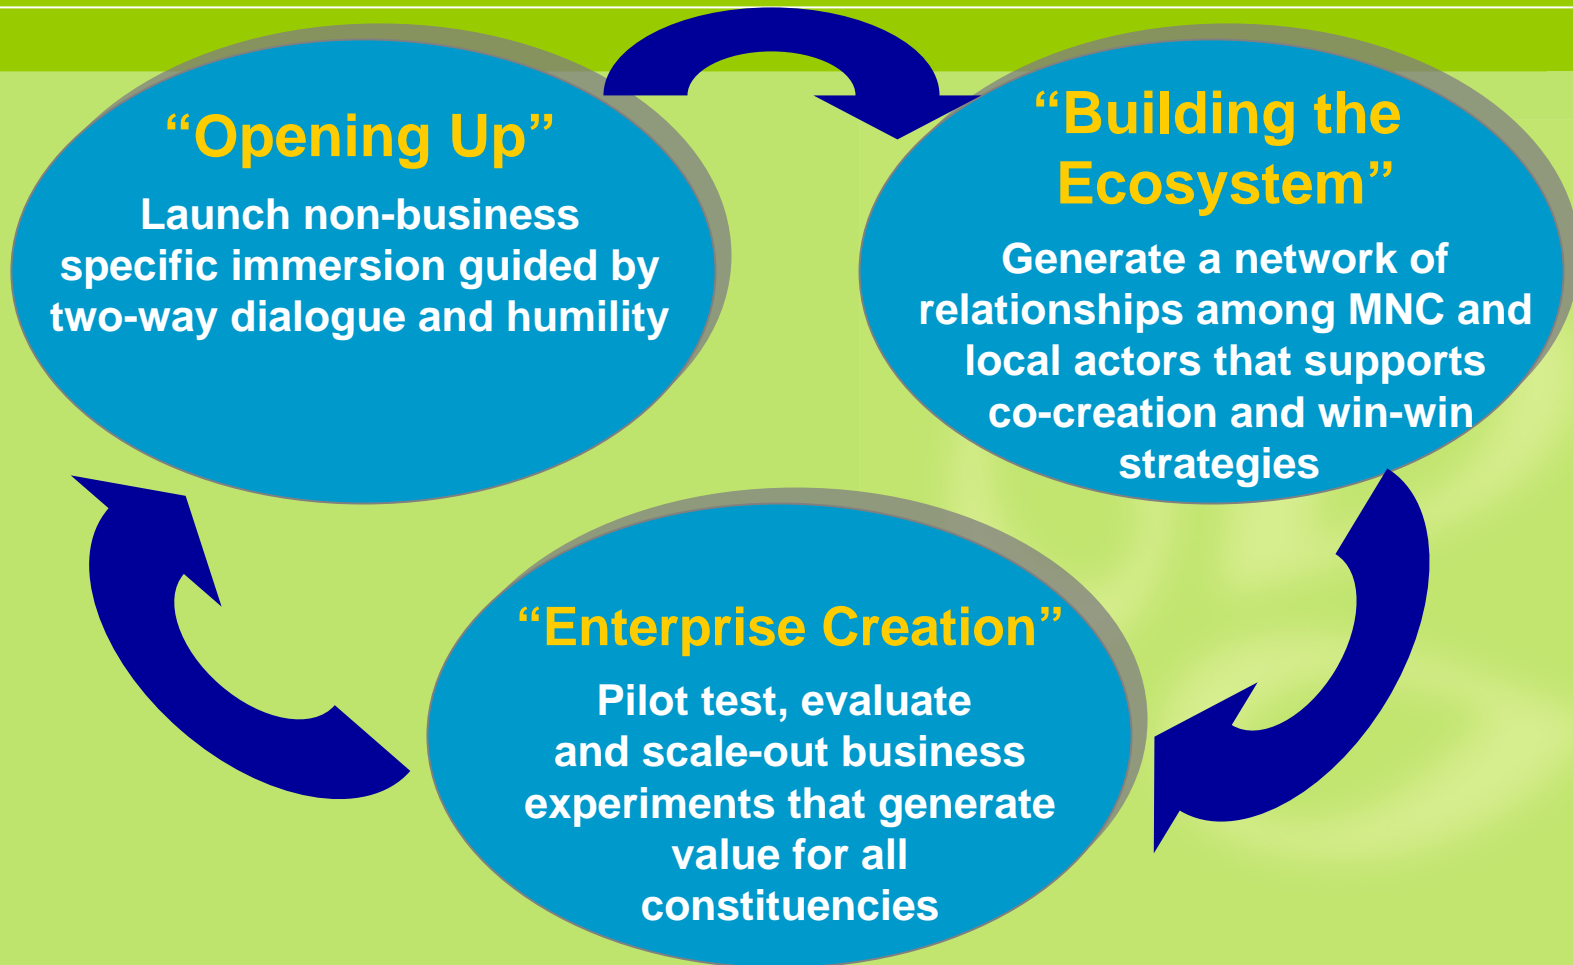 “Opening Up”
Launch non-business
specific immersion guided by
two-way dialogue and humility
“Building the
Ecosystem”
Generate a network of
relationships among MNC and
local actors that supports
co-creation and win-win
strategies
“Enterprise Creation”
Pilot test, evaluate
and scale-out business
experiments that generate
value for all
constituencies